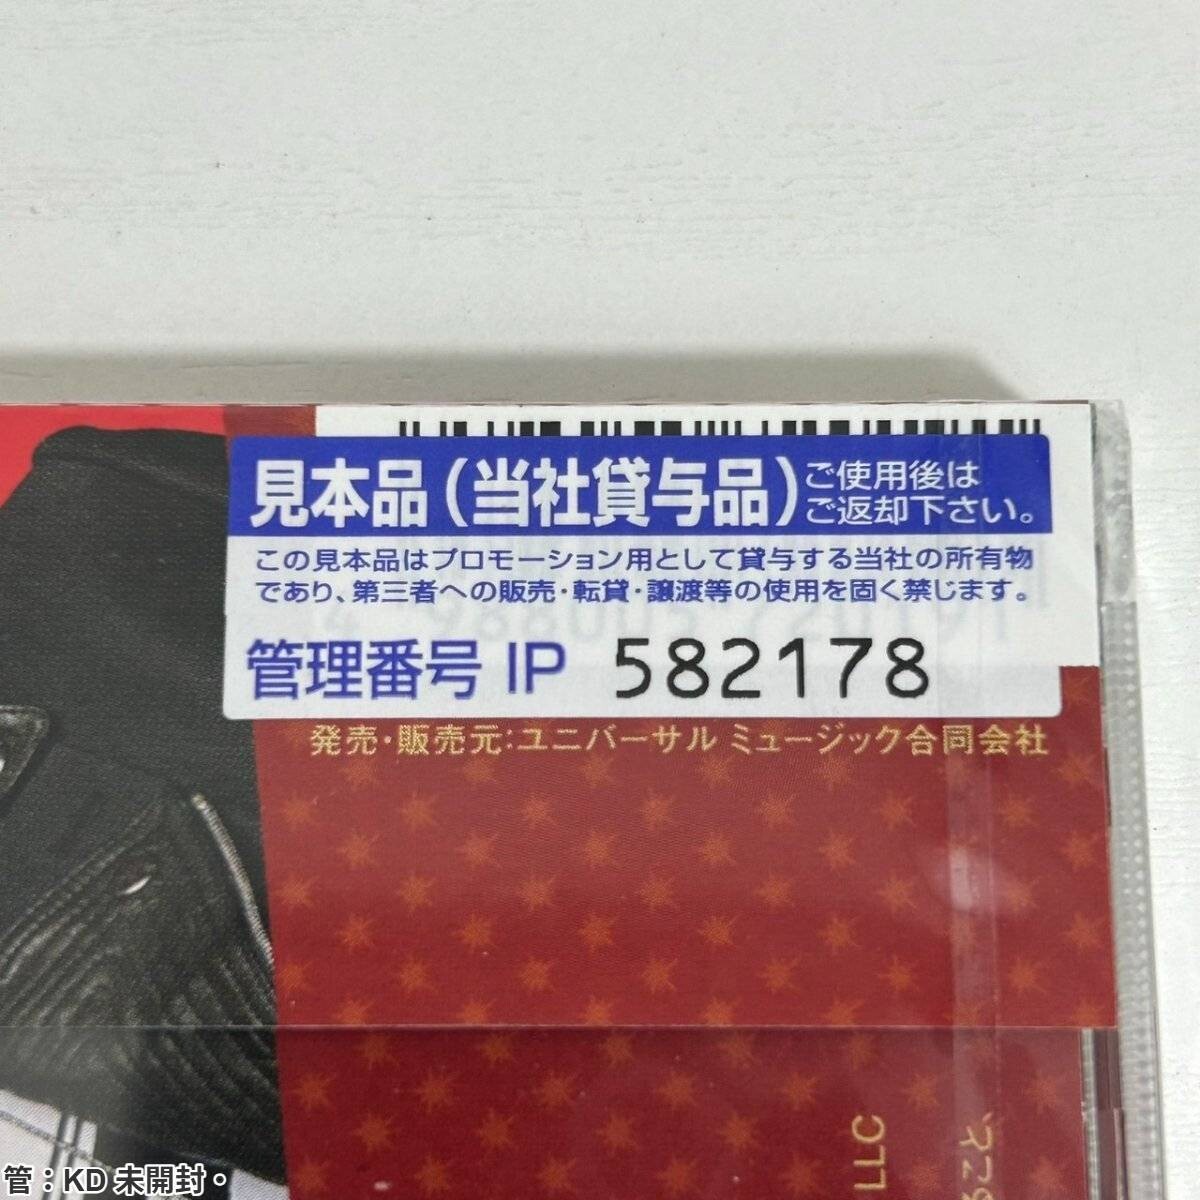 見本品(当社貸与品)
ご使用後は
ご返却下さい。
この見本品はプロモーション用として貸与する当社の所有物
であり、第三者への販売・転貸・譲渡等の使用を固く禁じます。
管理番号 IP 582178
発売・販売元:ユニバーサル ミュージック合同会社
LLC
管:KD 未開封。